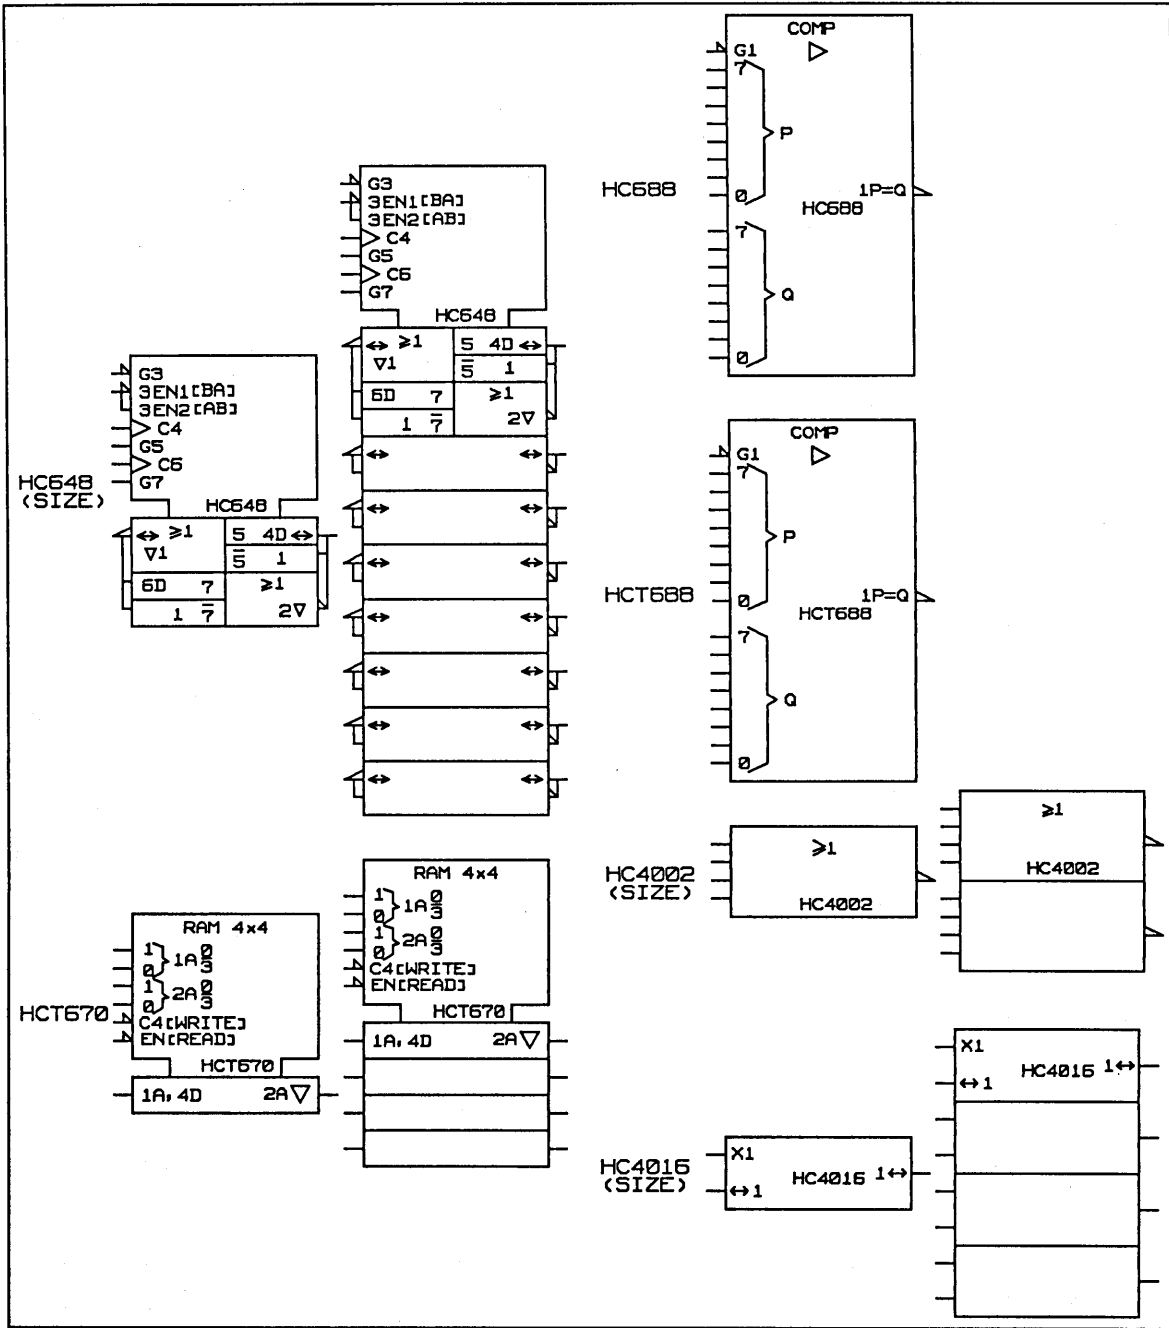 HC648
(SIZE)
G3
3EN1[BA]
3EN2[AB]
C4
G5
C6
G7
HC648
↔ ≥1
5 4D ↔
▽1
5̅ 1
6D 7
≥1
1 7̅
2▽
G3
3EN1[BA]
3EN2[AB]
C4
G5
C6
G7
HC648
↔ ≥1
5 4D ↔
▽1
5̅ 1
6D 7
≥1
1 7̅
2▽
↔ ↔
↔ ↔
↔ ↔
↔ ↔
↔ ↔
↔ ↔
↔ ↔
HCT670
RAM 4x4
1
0
1A 0/3
1
0
2A 0/3
C4[WRITE]
EN[READ]
HCT670
1A, 4D 2A▽
RAM 4x4
1
0
1A 0/3
1
0
2A 0/3
C4[WRITE]
EN[READ]
HCT670
1A, 4D 2A▽
HC688
COMP
▷
G1
7
P
0
1P=Q
HC688
7
Q
0
HCT688
COMP
▷
G1
7
P
0
1P=Q
HCT688
7
Q
0
HC4002
(SIZE)
≥1
HC4002
≥1
HC4002
HC4016
(SIZE)
X1
HC4016 1↔
↔1
X1
HC4016 1↔
↔1